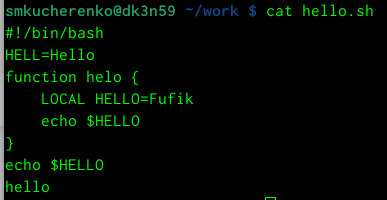 smkucherenko@dk3n59 ~/work $ cat hello.sh
#!/bin/bash
HELL=Hello
function helo {
    LOCAL HELLO=Fufik
    echo $HELLO
}
echo $HELLO
hello